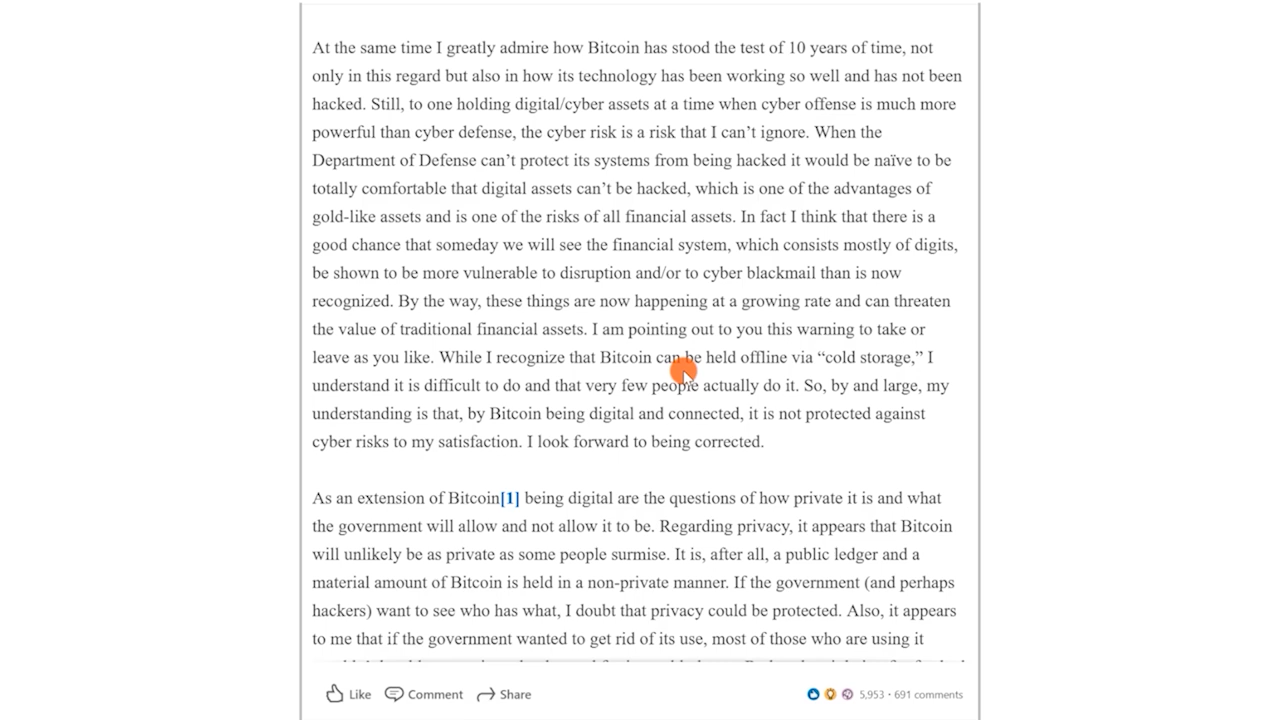 At the same time I greatly admire how Bitcoin has stood the test of 10 years of time, not
only in this regard but also in how its technology has been working so well and has not been
hacked. Still, to one holding digital/cyber assets at a time when cyber offense is much more
powerful than cyber defense, the cyber risk is a risk that I can’t ignore. When the
Department of Defense can’t protect its systems from being hacked it would be naïve to be
totally comfortable that digital assets can’t be hacked, which is one of the advantages of
gold-like assets and is one of the risks of all financial assets. In fact I think that there is a
good chance that someday we will see the financial system, which consists mostly of digits,
be shown to be more vulnerable to disruption and/or to cyber blackmail than is now
recognized. By the way, these things are now happening at a growing rate and can threaten
the value of traditional financial assets. I am pointing out to you this warning to take or
leave as you like. While I recognize that Bitcoin can be held offline via “cold storage,” I
understand it is difficult to do and that very few people actually do it. So, by and large, my
understanding is that, by Bitcoin being digital and connected, it is not protected against
cyber risks to my satisfaction. I look forward to being corrected.
As an extension of Bitcoin[1] being digital are the questions of how private it is and what
the government will allow and not allow it to be. Regarding privacy, it appears that Bitcoin
will unlikely be as private as some people surmise. It is, after all, a public ledger and a
material amount of Bitcoin is held in a non-private manner. If the government (and perhaps
hackers) want to see who has what, I doubt that privacy could be protected. Also, it appears
to me that if the government wanted to get rid of its use, most of those who are using it
Like Comment Share 5,953 • 691 comments